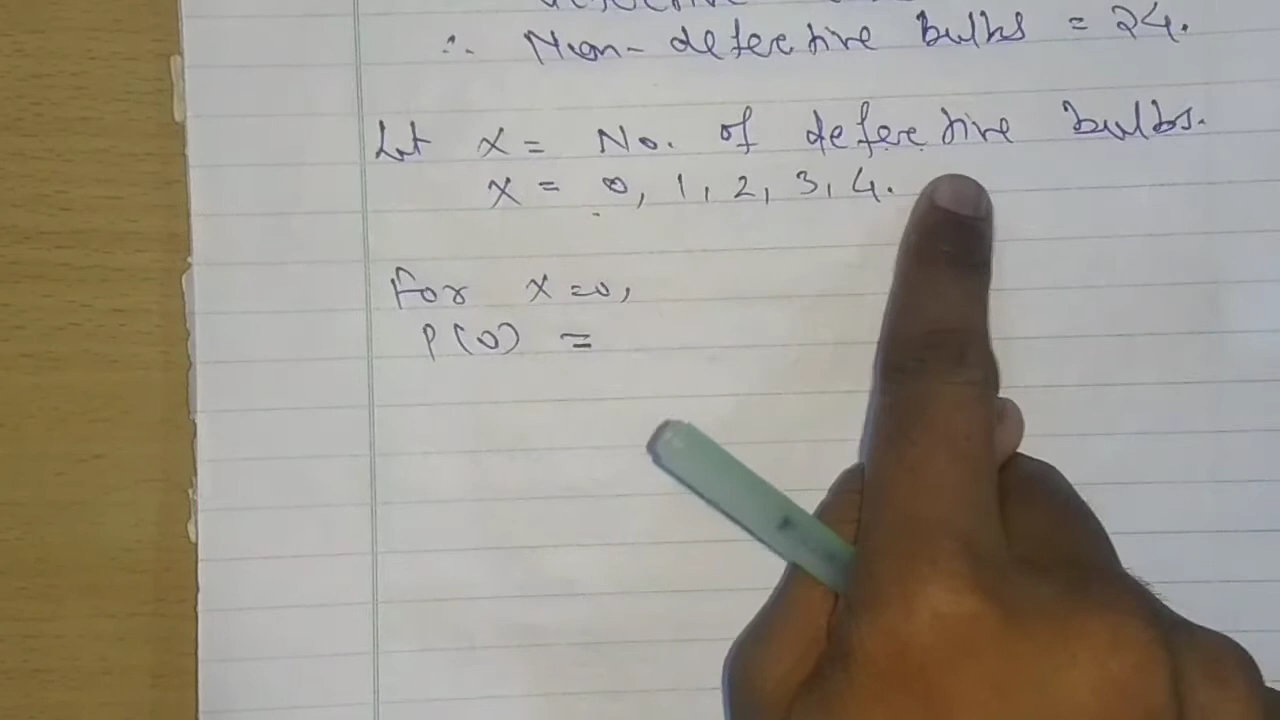 ∴ Non-defective bulbs = 24.
Let X = No. of defective bulbs.
X = 0, 1, 2, 3, 4.
For X=0,
P(0) =